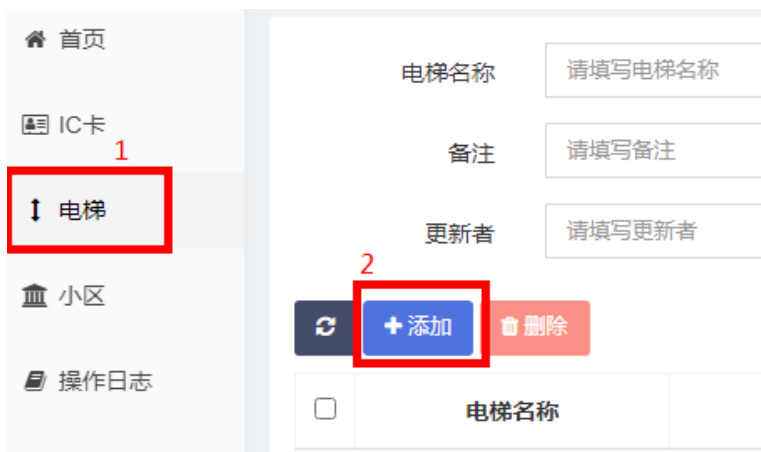 首页
IC卡
1
电梯
小区
操作日志
电梯名称 请填写电梯名称
备注 请填写备注
更新者 请填写更新者
2
添加 删除
电梯名称